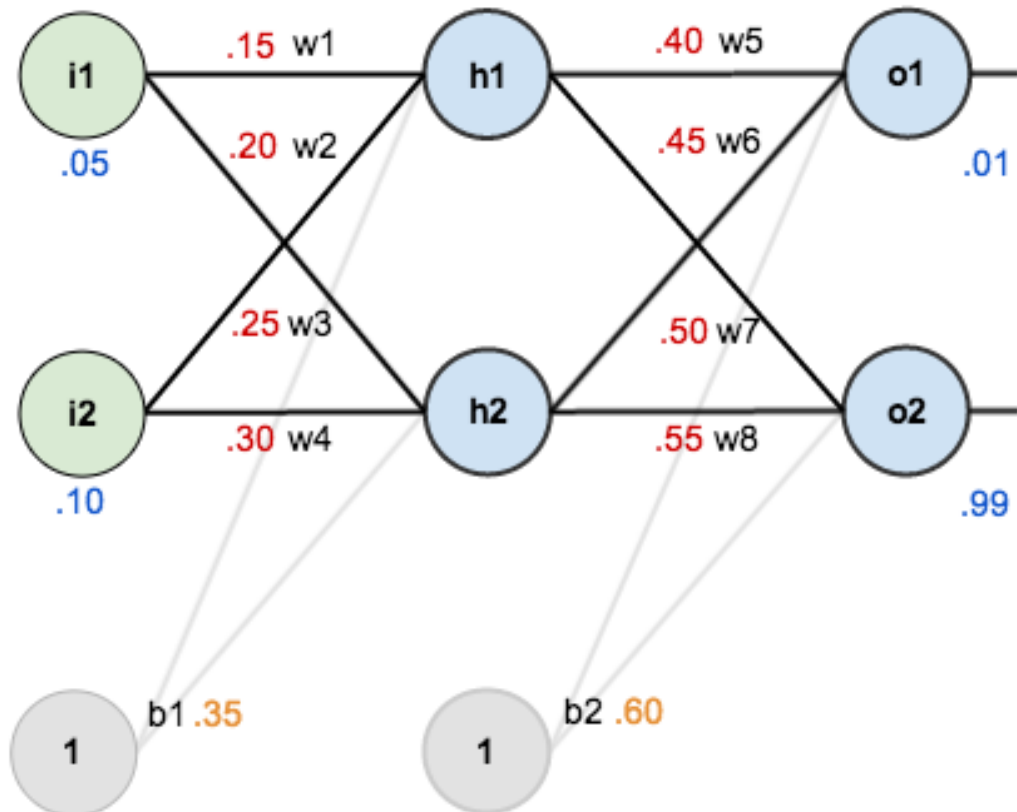 .15 w1
.40 w5
i1
h1
o1
.20 w2
.45 w6
.05
.01
.25 w3
.50 w7
i2
h2
o2
.30 w4
.55 w8
.10
.99
b1 .35
b2 .60
1
1